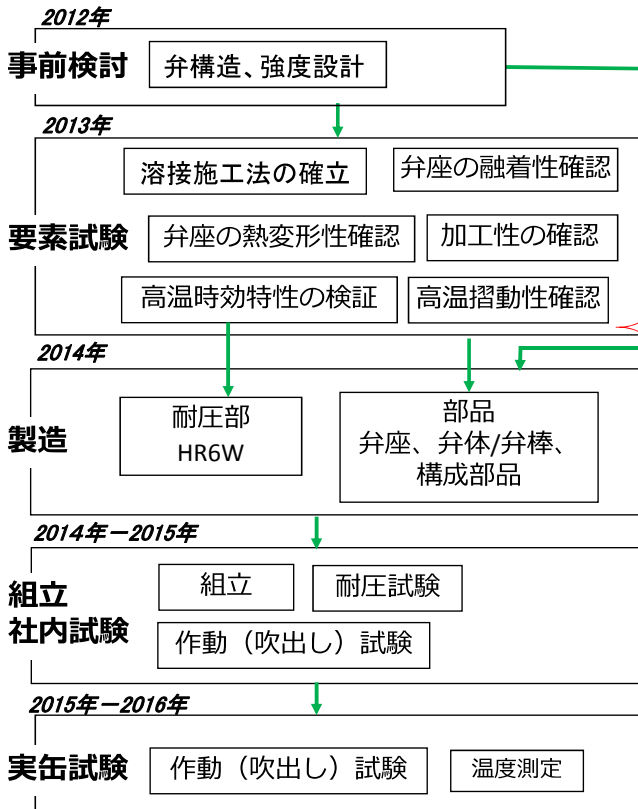 2012年
事前検討
弁構造、強度設計
2013年
溶接施工法の確立
弁座の融着性確認
要素試験
弁座の熱変形性確認
加工性の確認
高温時効特性の検証
高温摺動性確認
2014年
製造
耐圧部
HR6W
部品
弁座、弁体/弁棒、
構成部品
2014年－2015年
組立
社内試験
組立
耐圧試験
作動（吹出し）試験
2015年－2016年
実缶試験
作動（吹出し）試験
温度測定